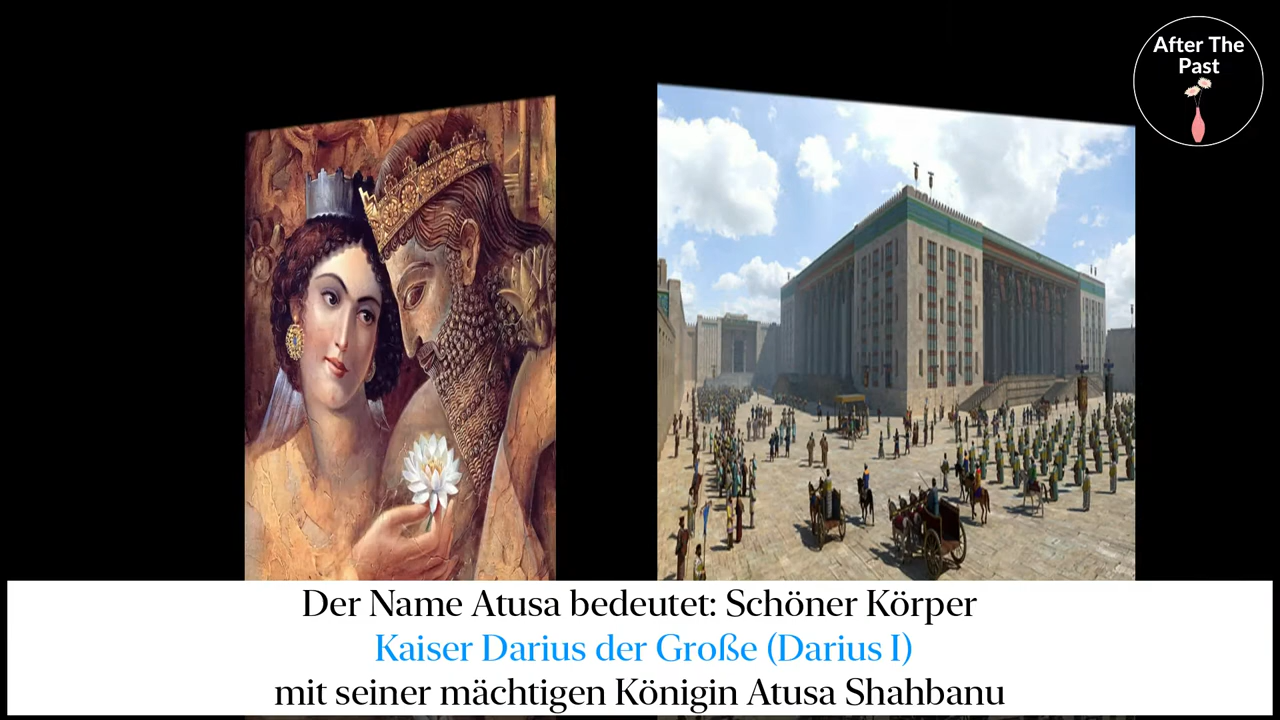 After The
Past
Der Name Atusa bedeutet: Schöner Körper
Kaiser Darius der Große (Darius I)
mit seiner mächtigen Königin Atusa Shahbanu